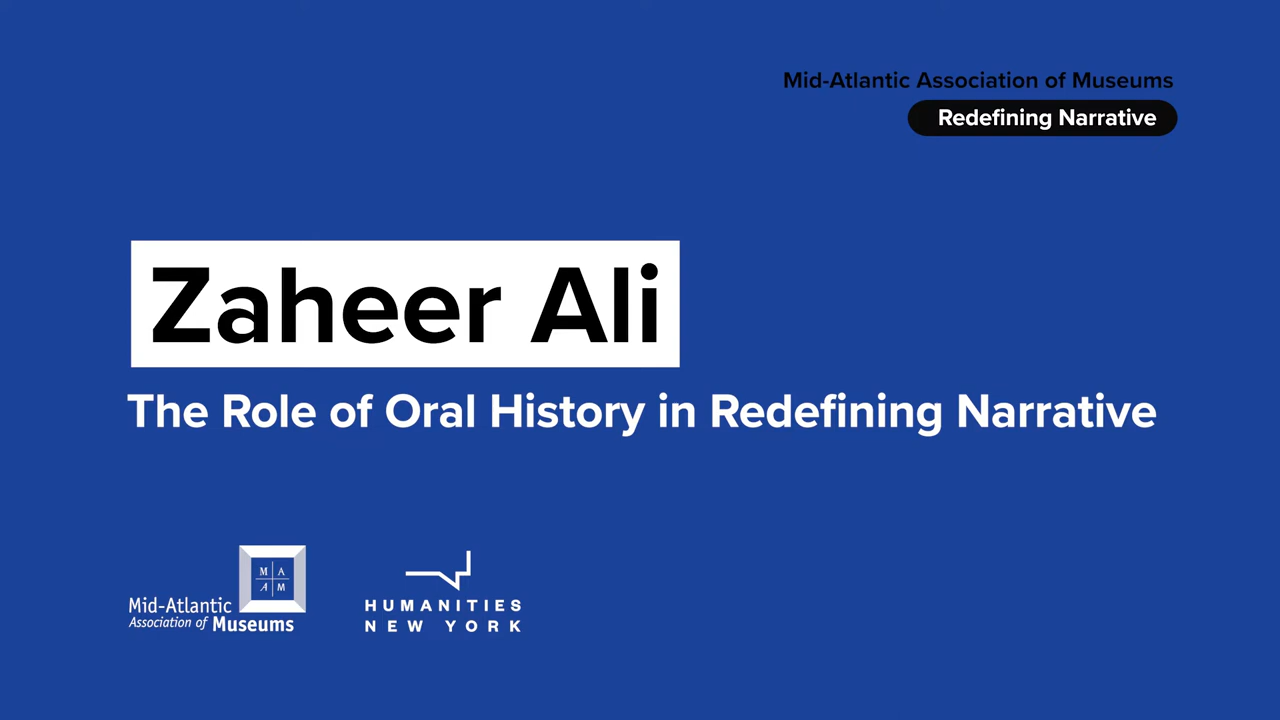 Mid-Atlantic Association of Museums
Redefining Narrative
Zaheer Ali
The Role of Oral History in Redefining Narrative
M A
A M
Mid-Atlantic
Association of Museums
HUMANITIES
NEW YORK